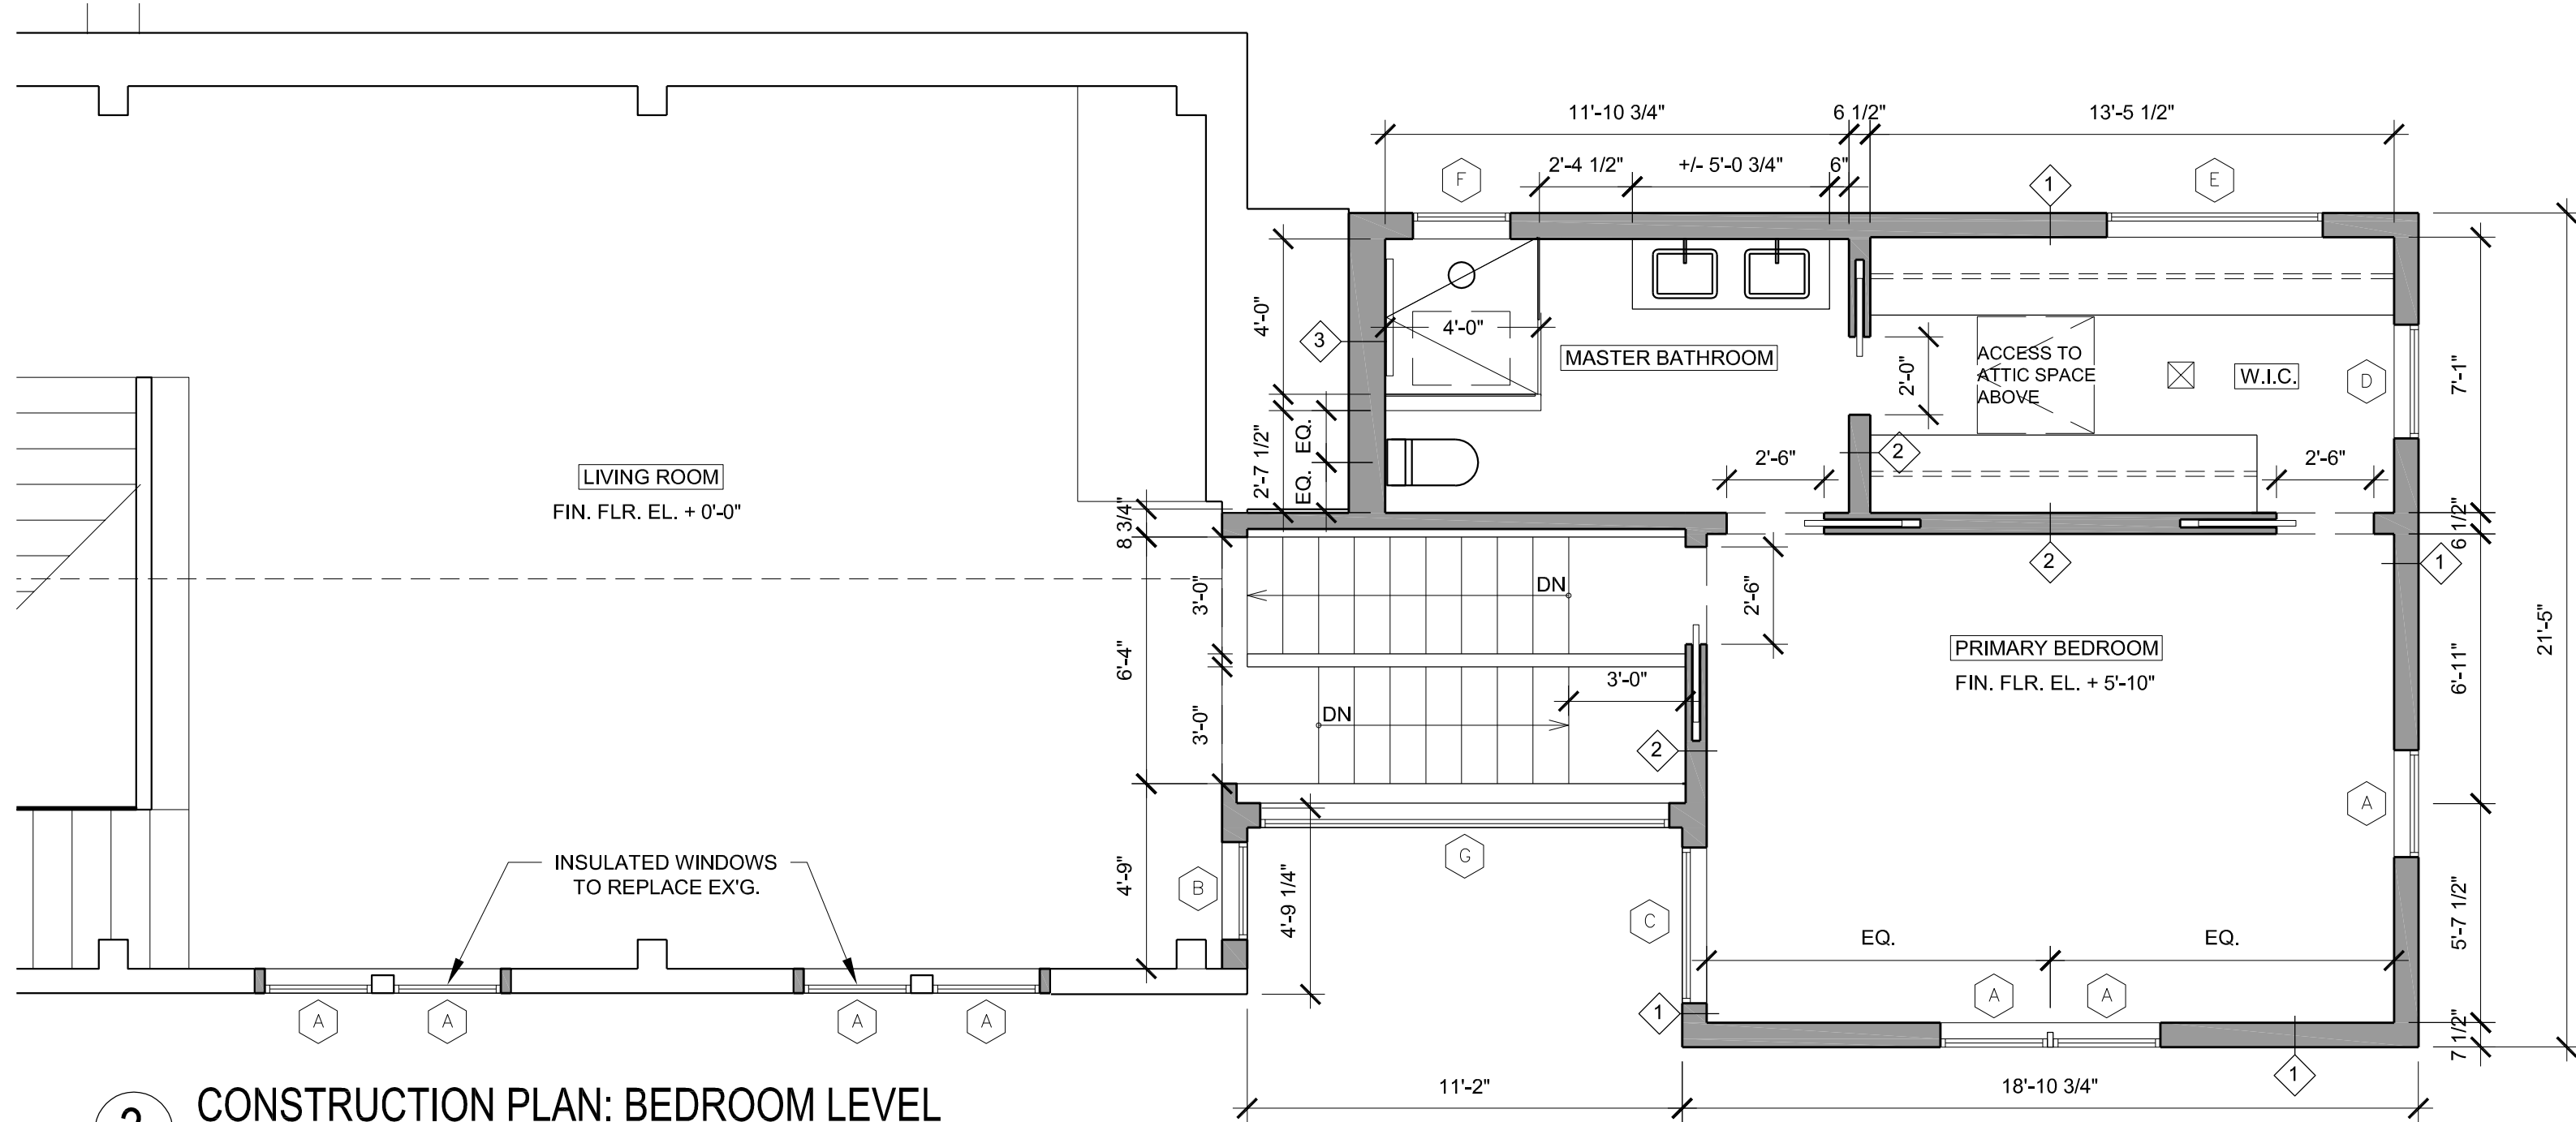 11'-10 3/4"
6 1/2"
13'-5 1/2"
2'-4 1/2"
+/- 5'-0 3/4"
6"
F
1
E
4'-0"
3
4'-0"
MASTER BATHROOM
2'-0"
ACCESS TO
ATTIC SPACE
ABOVE
W.I.C.
D
7'-1"
2'-7 1/2"
EQ.
EQ.
2'-6"
2
2'-6"
LIVING ROOM
FIN. FLR. EL. + 0'-0"
8 3/4"
6 1/2"
2
1
3'-0"
DN
2'-6"
6'-4"
21'-5"
PRIMARY BEDROOM
FIN. FLR. EL. + 5'-10"
6'-11"
3'-0"
3'-0"
DN
2
A
G
INSULATED WINDOWS
TO REPLACE EX'G.
4'-9"
B
4'-9 1/4"
C
5'-7 1/2"
EQ.
EQ.
A
A
1
A
A
A
A
7 1/2"
1
11'-2"
18'-10 3/4"
CONSTRUCTION PLAN: BEDROOM LEVEL